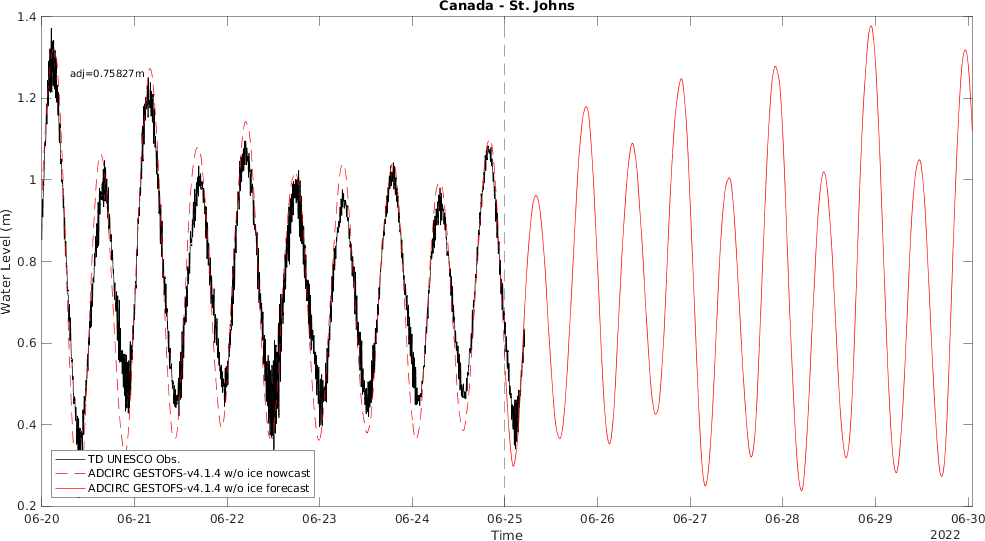 Canada - St. Johns
1.4
adj=0.75827m
1.2
1
0.8
0.6
0.4
0.2
Water Level (m)
TD UNESCO Obs.
ADCIRC GESTOFS-v4.1.4 w/o ice nowcast
ADCIRC GESTOFS-v4.1.4 w/o ice forecast
06-20 06-21 06-22 06-23 06-24 06-25 06-26 06-27 06-28 06-29 06-30
Time
2022